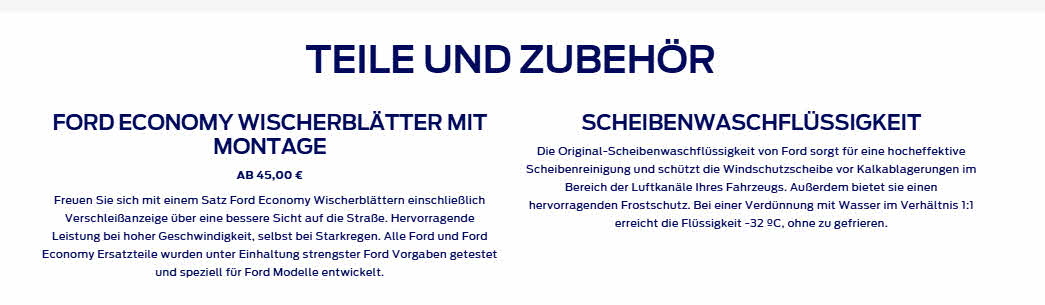 TEILE UND ZUBEHÖR
FORD ECONOMY WISCHERBLÄTTER MIT
MONTAGE
AB 45,00 €
Freuen Sie sich mit einem Satz Ford Economy Wischerblättern einschließlich
Verschleißanzeige über eine bessere Sicht auf die Straße. Hervorragende
Leistung bei hoher Geschwindigkeit, selbst bei Starkregen. Alle Ford und Ford
Economy Ersatzteile wurden unter Einhaltung strengster Ford Vorgaben getestet
und speziell für Ford Modelle entwickelt.
SCHEIBENWASCHFLÜSSIGKEIT
Die Original-Scheibenwaschflüssigkeit von Ford sorgt für eine hocheffektive
Scheibenreinigung und schützt die Windschutzscheibe vor Kalkablagerungen im
Bereich der Luftkanäle Ihres Fahrzeugs. Außerdem bietet sie einen
hervorragenden Frostschutz. Bei einer Verdünnung mit Wasser im Verhältnis 1:1
erreicht die Flüssigkeit -32 ºC, ohne zu gefrieren.